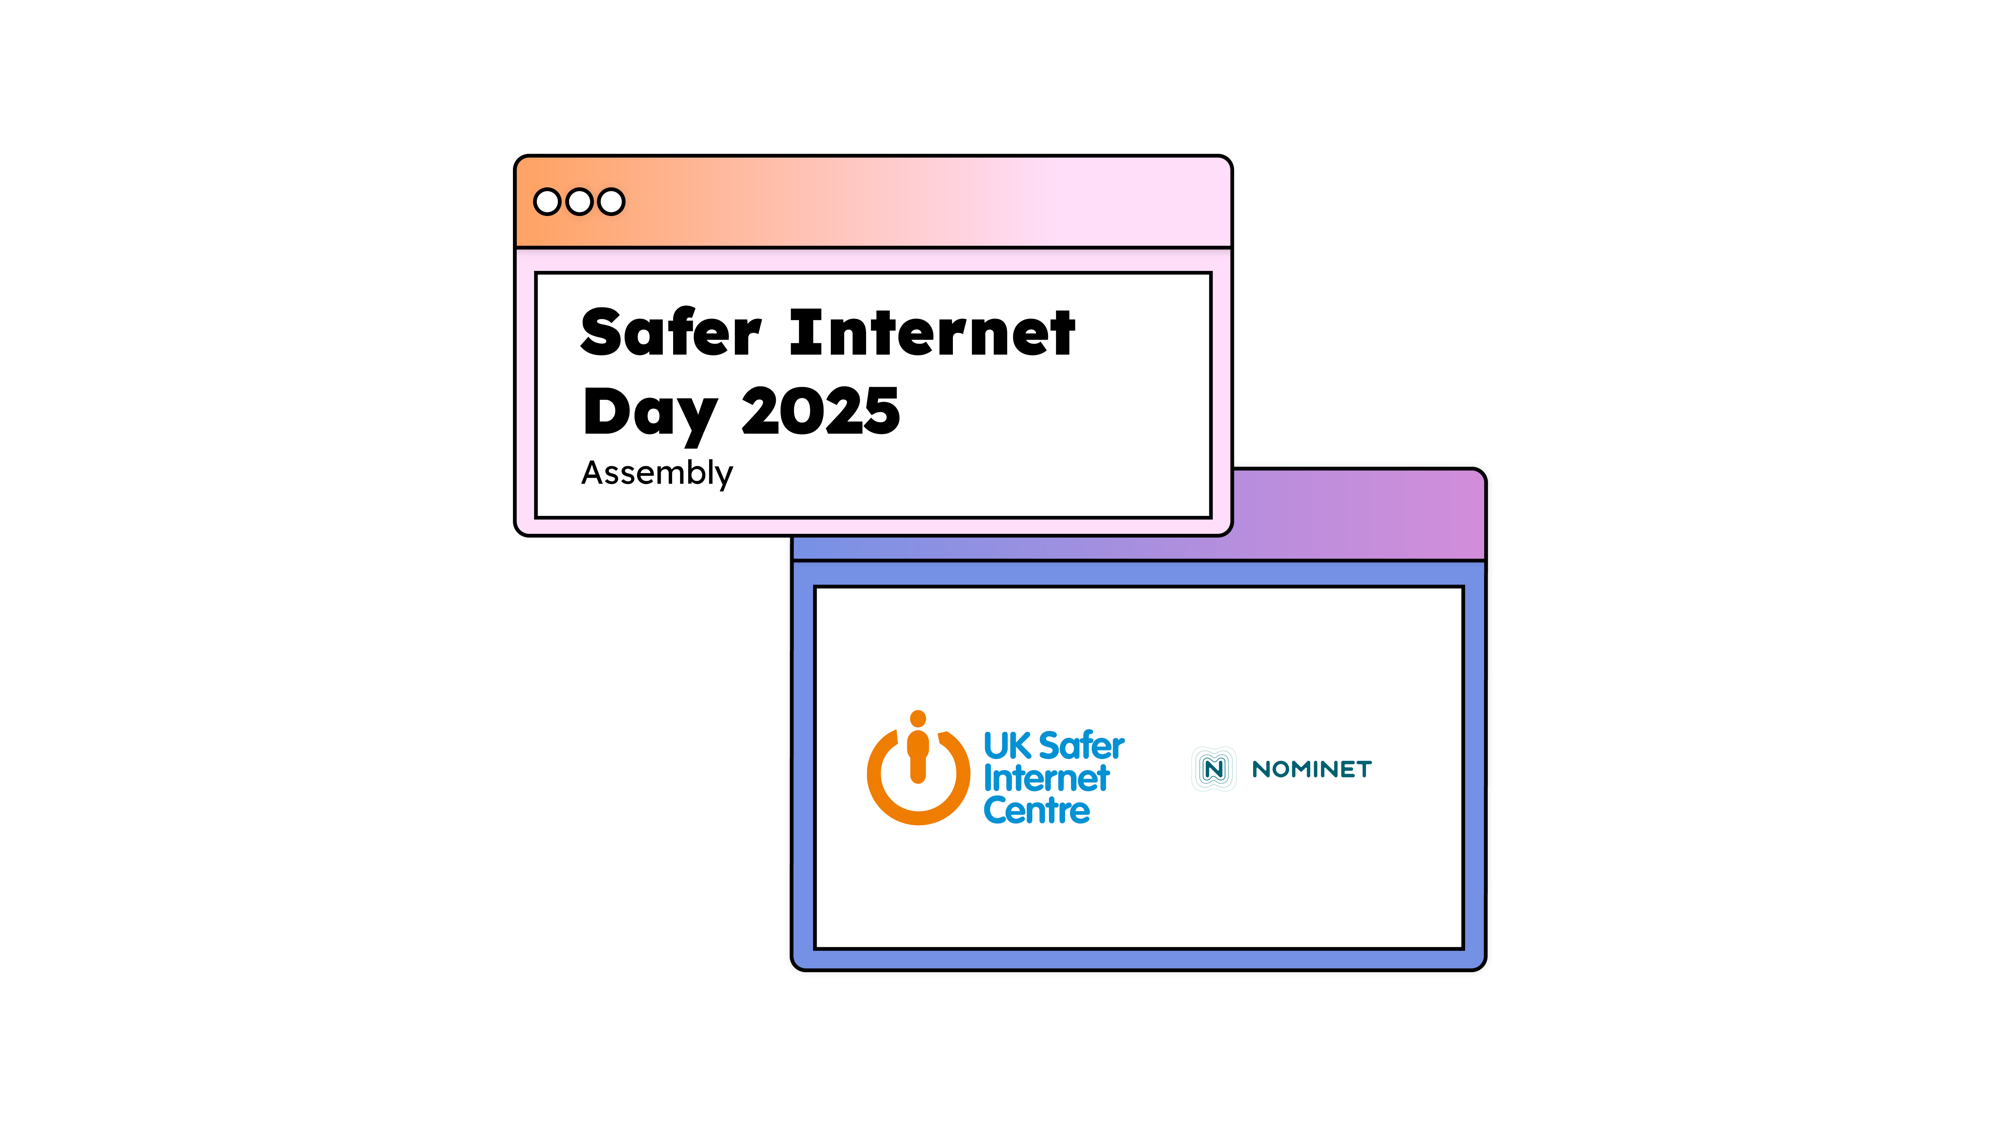 Safer Internet
Day 2025
Assembly
UK Safer
Internet
Centre
N NOMINET